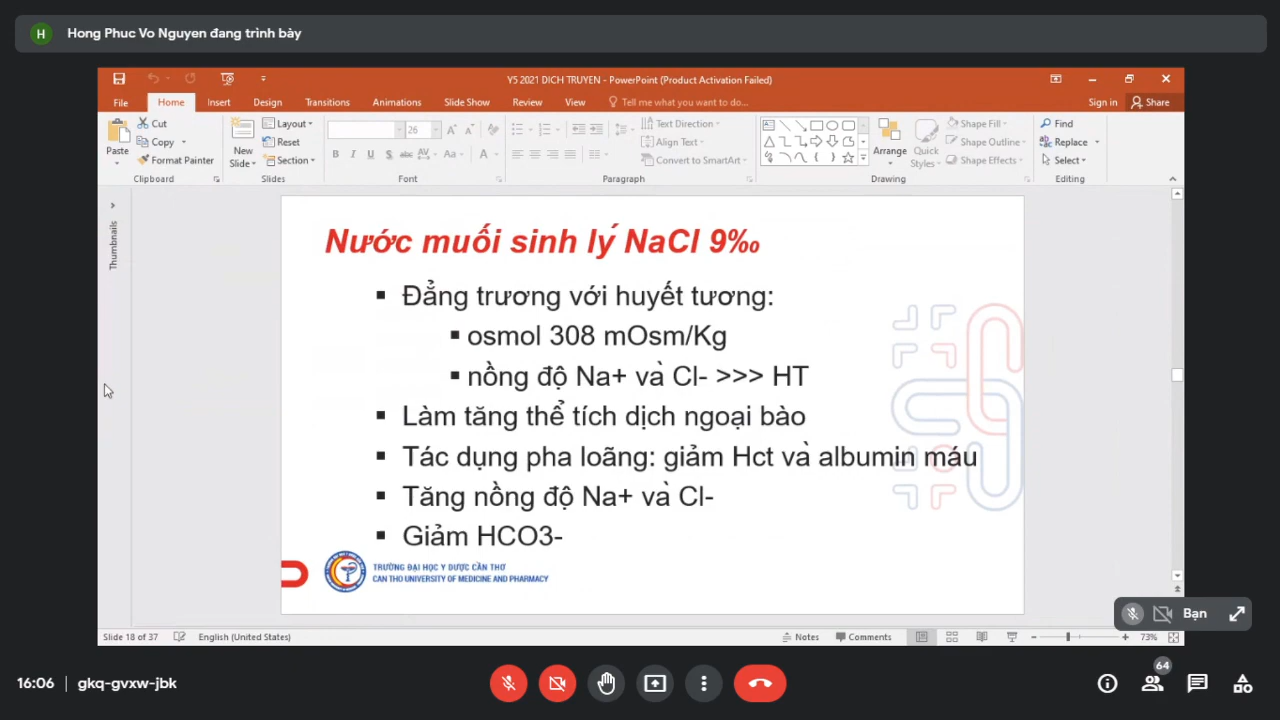 H Hong Phuc Vo Nguyen đang trình bày
Y5 2021 DICH TRUYEN - PowerPoint (Product Activation Failed)
File Home Insert Design Transitions Animations Slide Show Review View Tell me what you want to do... Sign in Share
Paste Cut Copy Format Painter
Clipboard
New Slide Layout Reset Section
Slides
26
B I U S abc AV Aa A
Font
Text Direction Align Text Convert to SmartArt
Paragraph
Arrange Quick Styles Shape Fill Shape Outline Shape Effects
Drawing
Find Replace Select
Editing
Thumbnails
Nước muối sinh lý NaCl 9‰
▪ Đẳng trương với huyết tương:
▪ osmol 308 mOsm/Kg
▪ nồng độ Na+ và Cl- >>> HT
▪ Làm tăng thể tích dịch ngoại bào
▪ Tác dụng pha loãng: giảm Hct và albumin máu
▪ Tăng nồng độ Na+ và Cl-
▪ Giảm HCO3-
TRƯỜNG ĐẠI HỌC Y DƯỢC CẦN THƠ
CAN THO UNIVERSITY OF MEDICINE AND PHARMACY
Bạn
Slide 18 of 37 English (United States) Notes Comments 73%
16:06 | gkq-gvxw-jbk
64